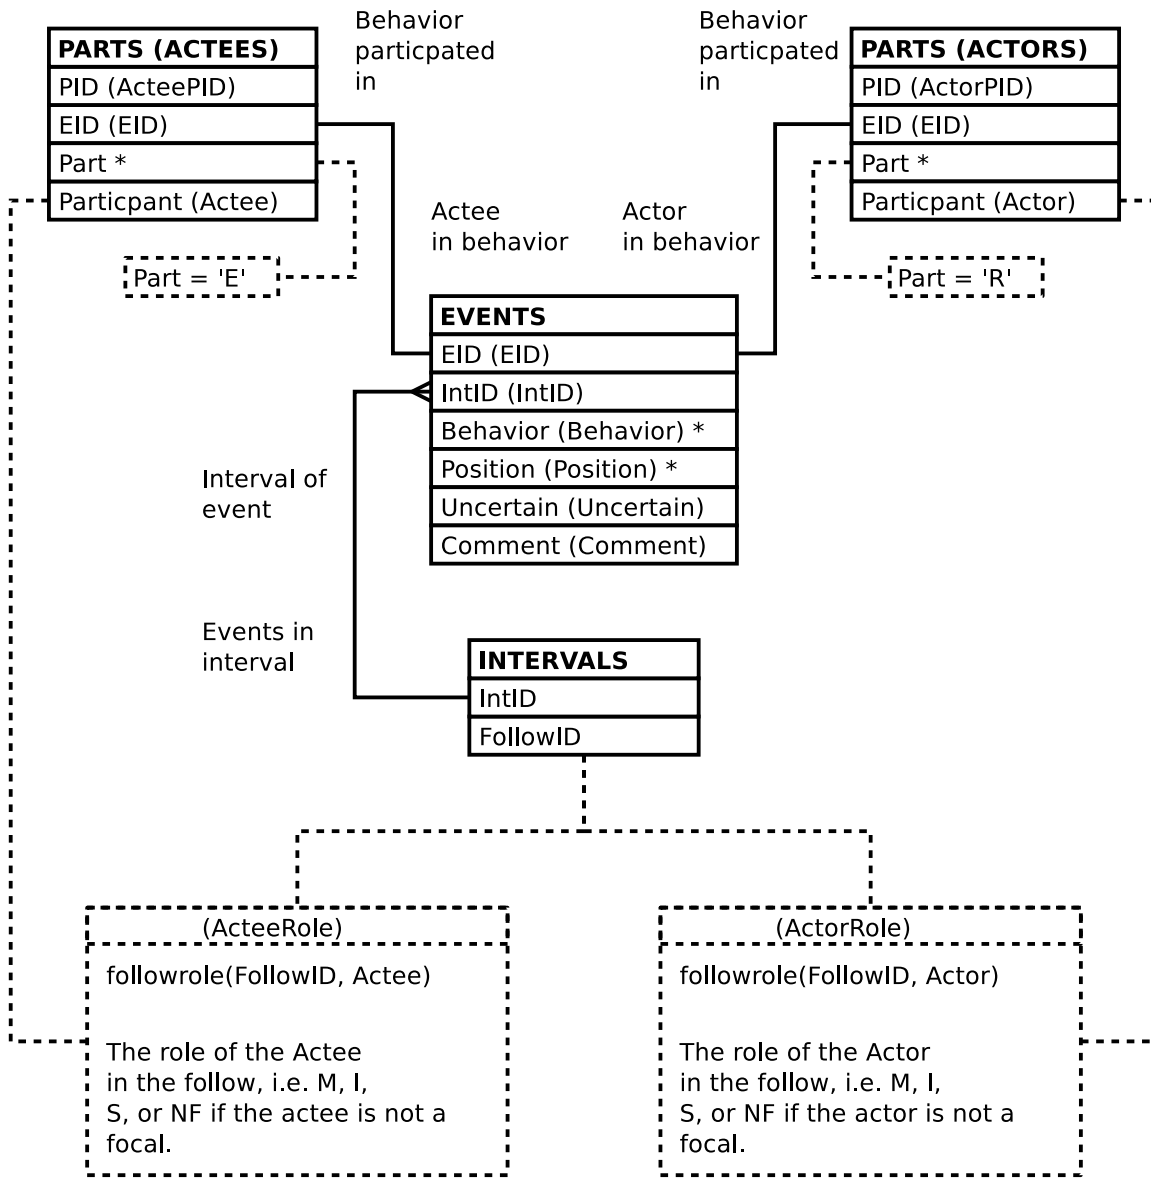 Behavior
particpated
in
Behavior
particpated
in
PARTS (ACTEES)
PID (ActeePID)
EID (EID)
Part *
Particpant (Actee)
PARTS (ACTORS)
PID (ActorPID)
EID (EID)
Part *
Particpant (Actor)
Actee
in behavior
Actor
in behavior
Part = 'E'
Part = 'R'
EVENTS
EID (EID)
IntID (IntID)
Behavior (Behavior) *
Position (Position) *
Uncertain (Uncertain)
Comment (Comment)
Interval of
event
Events in
interval
INTERVALS
IntID
FollowID
(ActeeRole)
followrole(FollowID, Actee)
The role of the Actee
in the follow, i.e. M, I,
S, or NF if the actee is not a
focal.
(ActorRole)
followrole(FollowID, Actor)
The role of the Actor
in the follow, i.e. M, I,
S, or NF if the actor is not a
focal.